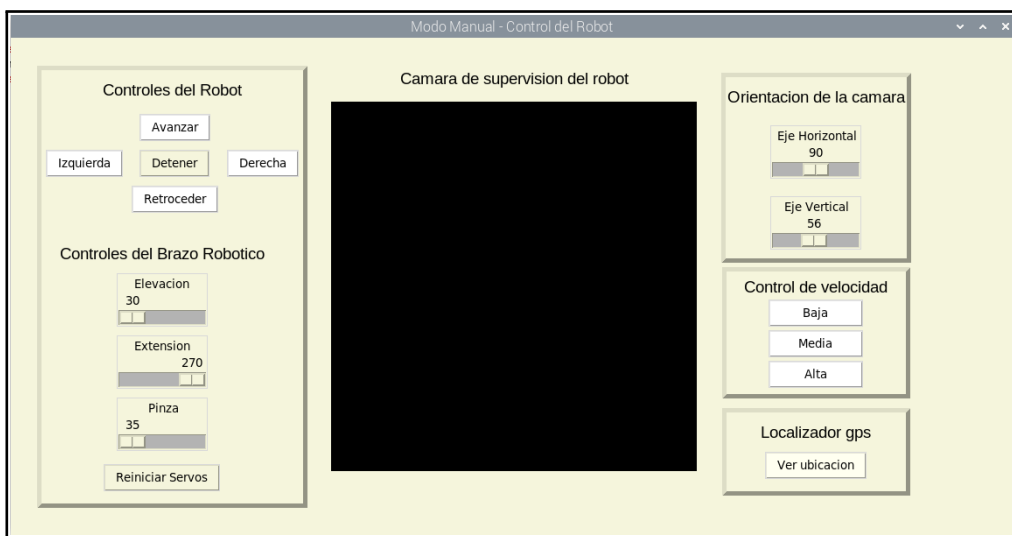 Modo Manual - Control del Robot
Controles del Robot
Avanzar
Izquierda
Detener
Derecha
Retroceder
Controles del Brazo Robotico
Elevacion
30
Extension
270
Pinza
35
Reiniciar Servos
Camara de supervision del robot
Orientacion de la camara
Eje Horizontal
90
Eje Vertical
56
Control de velocidad
Baja
Media
Alta
Localizador gps
Ver ubicacion